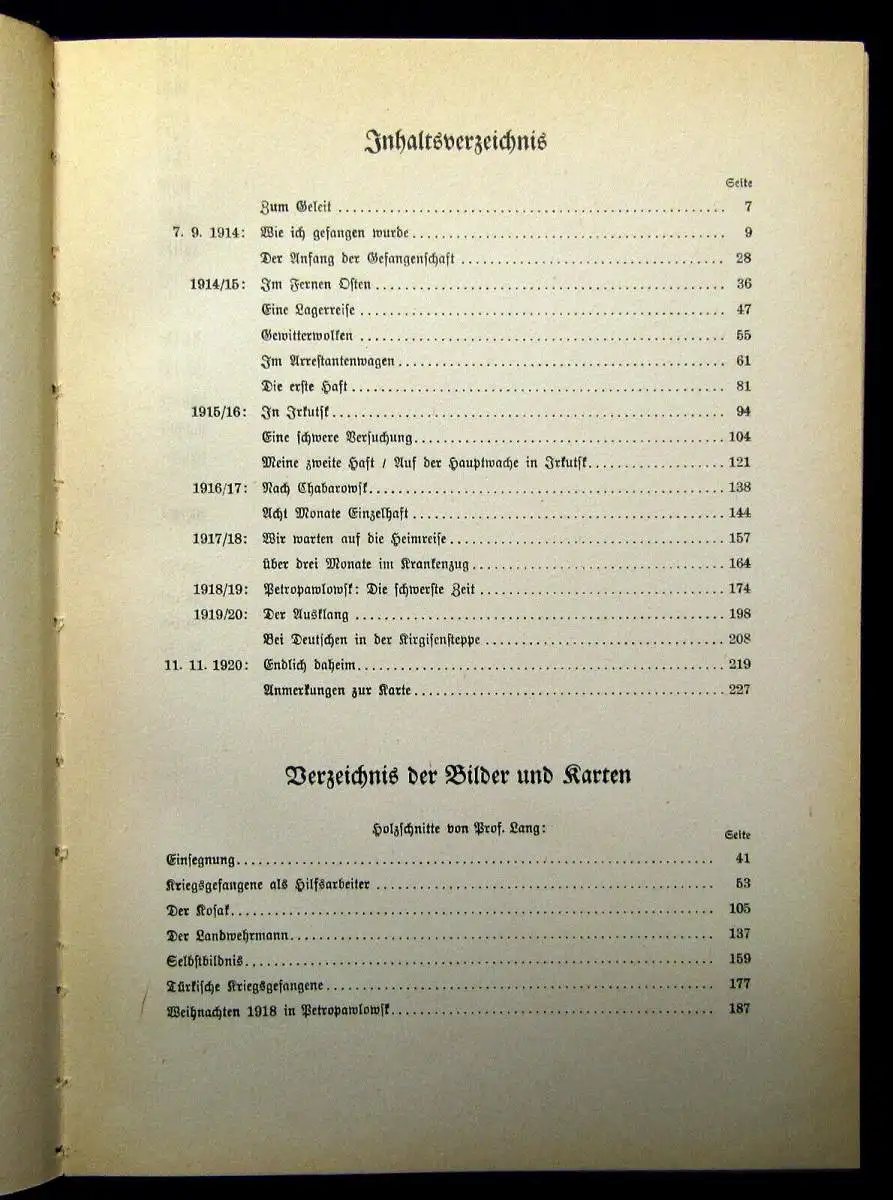 Inhaltsverzeichnis
Seite
Zum Geleit ........ 7
7. 9. 1914: Wie ich gefangen wurde ........ 9
Der Anfang der Gefangenschaft ........ 28
1914/15: Im Fernen Osten ........ 36
Eine Lagerreise ........ 47
Gewitterwolken ........ 55
Im Arrestantenwagen ........ 61
Die erste Haft ........ 81
1915/16: In Irkutsk ........ 94
Eine schwere Versuchung ........ 104
Meine zweite Haft / Auf der Hauptwache in Irkutsk ........ 121
1916/17: Nach Chabarowsk ........ 138
Acht Monate Einzelhaft ........ 144
1917/18: Wir warten auf die Heimreise ........ 157
über drei Monate im Krankenzug ........ 164
1918/19: Petropawlowsk: Die schwerste Zeit ........ 174
1919/20: Der Ausklang ........ 198
Bei Deutschen in der Kirgisensteppe ........ 208
11. 11. 1920: Endlich daheim ........ 219
Anmerkungen zur Karte ........ 227
Verzeichnis der Bilder und Karten
Holzschnitte von Prof. Lang:
Seite
Einsegnung ........ 41
Kriegsgefangene als Hilfsarbeiter ........ 53
Der Kosak ........ 105
Der Landwehrmann ........ 137
Selbstbildnis ........ 159
Türkische Kriegsgefangene ........ 177
Weihnachten 1918 in Petropawlowsk ........ 187